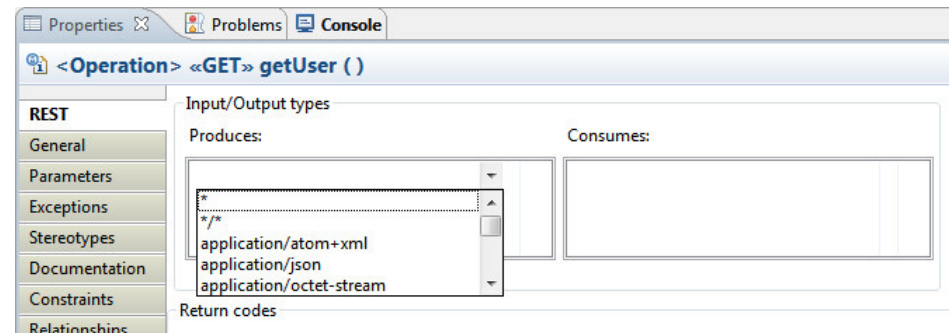 Properties Problems Console
<Operation> «GET» getUser ( )
REST
General
Parameters
Exceptions
Stereotypes
Documentation
Constraints
Relationships
Input/Output types
Produces: Consumes:
*
*/*
application/atom+xml
application/json
application/octet-stream
Return codes